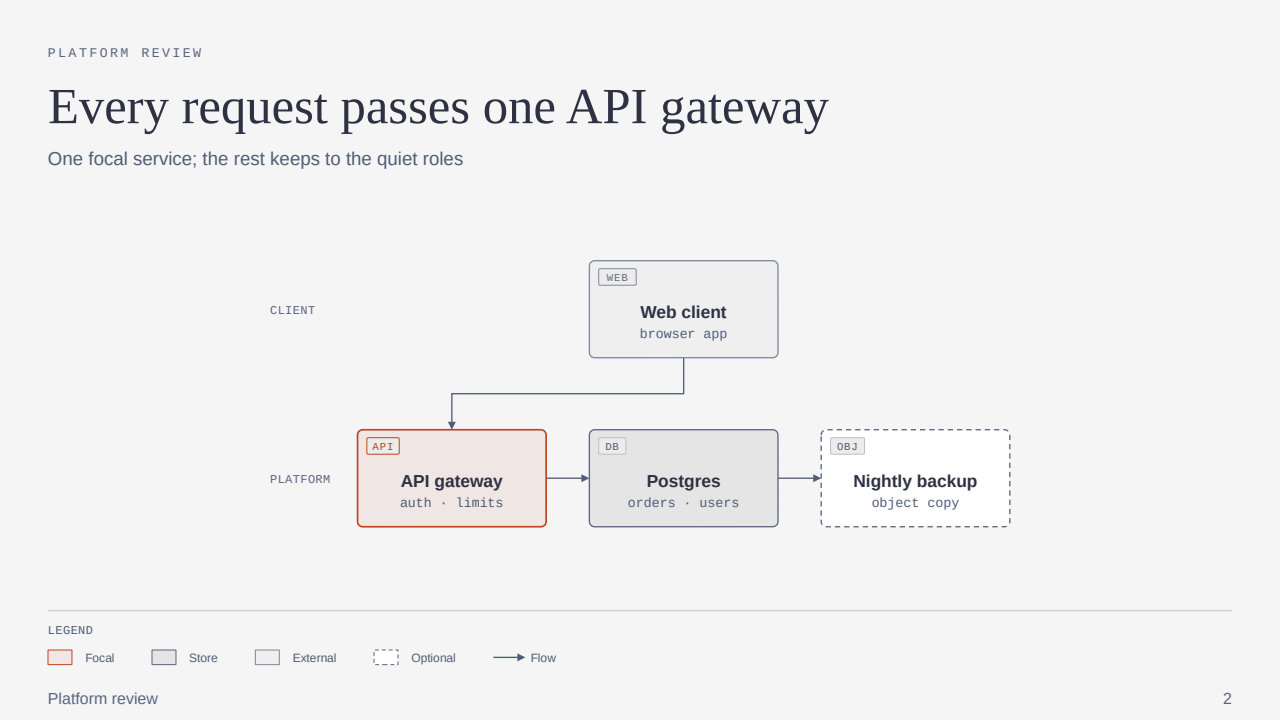 PLATFORM REVIEW
Every request passes one API gateway
One focal service; the rest keeps to the quiet roles
WEB
Web client
browser app
CLIENT
PLATFORM
API
API gateway
auth · limits
DB
Postgres
orders · users
OBJ
Nightly backup
object copy
LEGEND
Focal
Store
External
Optional
Flow
Platform review
2